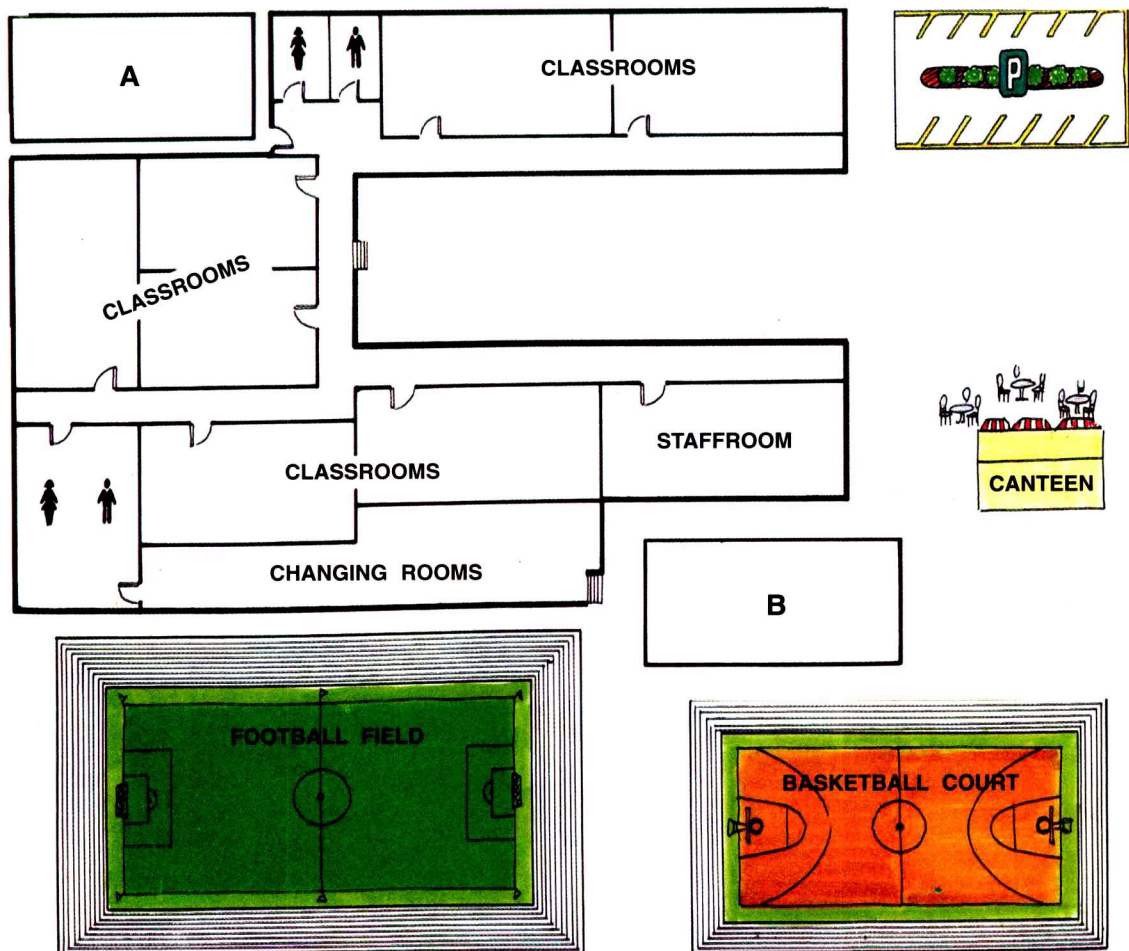 A
CLASSROOMS
P
CLASSROOMS
CLASSROOMS
STAFFROOM
CANTEEN
CHANGING ROOMS
B
FOOTBALL FIELD
BASKETBALL COURT